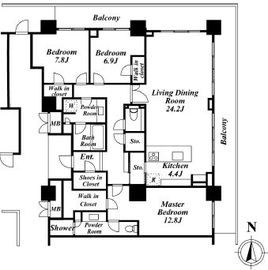 Balcony
Bedroom
7.8J
Bedroom
6.9J
Walk in
closet
Walk in
closet
Living Dining
Room
24.2J
W
Powder
Room
MB
Bath
Room
Sto.
Balcony
Ent.
Kitchen
4.4J
Sto.
Shoes in
Closet
R
MB
Walk in
Closet
Master
Bedroom
12.8J
Shower
Powder
Room
N